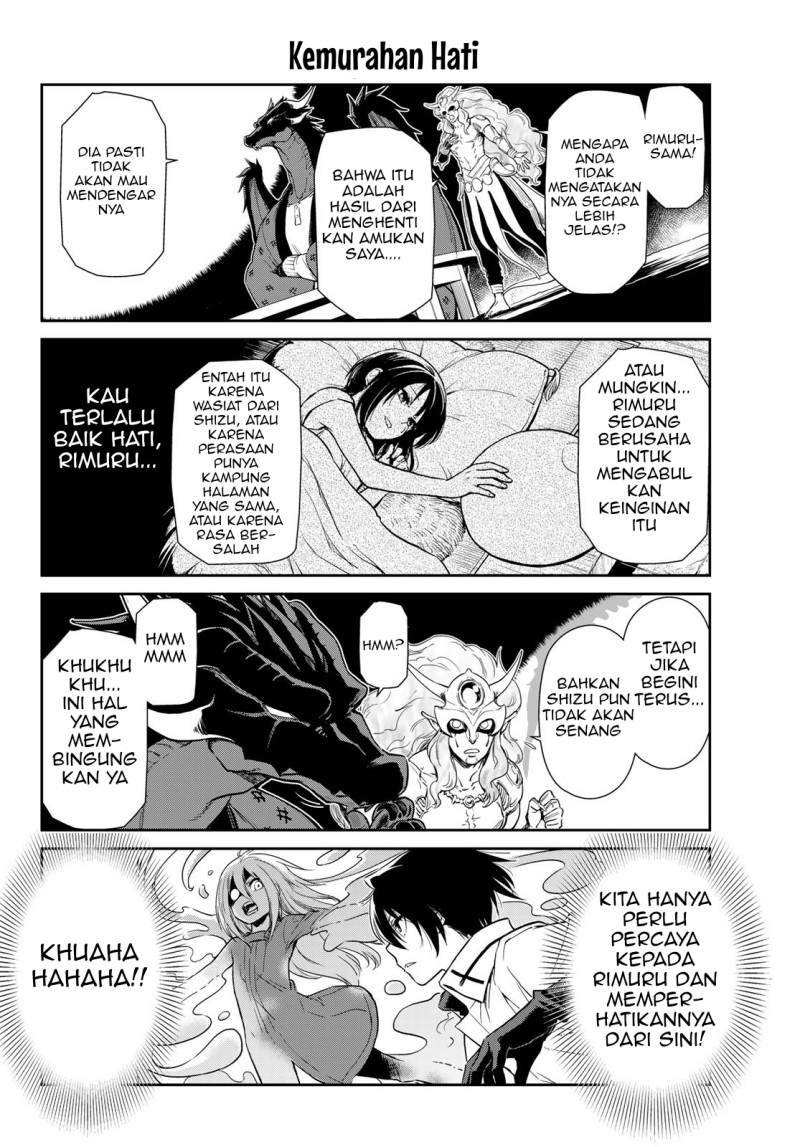 Kemurahan Hati
RIMURU-
SAMA!
MENGAPA
ANDA
TIDAK
MENGATAKAN
NYA SECARA
LEBIH
JELAS!?
BAHWA ITU
ADALAH
HASIL DARI
MENGHENTI
KAN AMUKAN
SAYA....
DIA PASTI
TIDAK
AKAN MAU
MENDENGAR
NYA
ATAU
MUNGKIN...
RIMURU
SEDANG
BERUSAHA
UNTUK
MENGABUL
KAN
KEINGINAN
ITU
ENTAH ITU
KARENA
WASIAT DARI
SHIZU, ATAU
KARENA
PERASAAN
PUNYA
KAMPUNG
HALAMAN
YANG SAMA,
ATAU KARENA
RASA BER-
SALAH
KAU
TERLALU
BAIK HATI,
RIMURU...
TETAPI
JIKA
BEGINI
TERUS...
BAHKAN
SHIZU PUN
TIDAK AKAN
SENANG
HMM?
HMM
MMM
KHUKHU
KHU...
INI HAL
YANG
MEM-
BINGUNG
KAN YA
KITA HANYA
PERLU
PERCAYA
KEPADA
RIMURU DAN
MEMPER-
HATIKANNYA
DARI SINI!
KHUAHA
HAHAHA!!